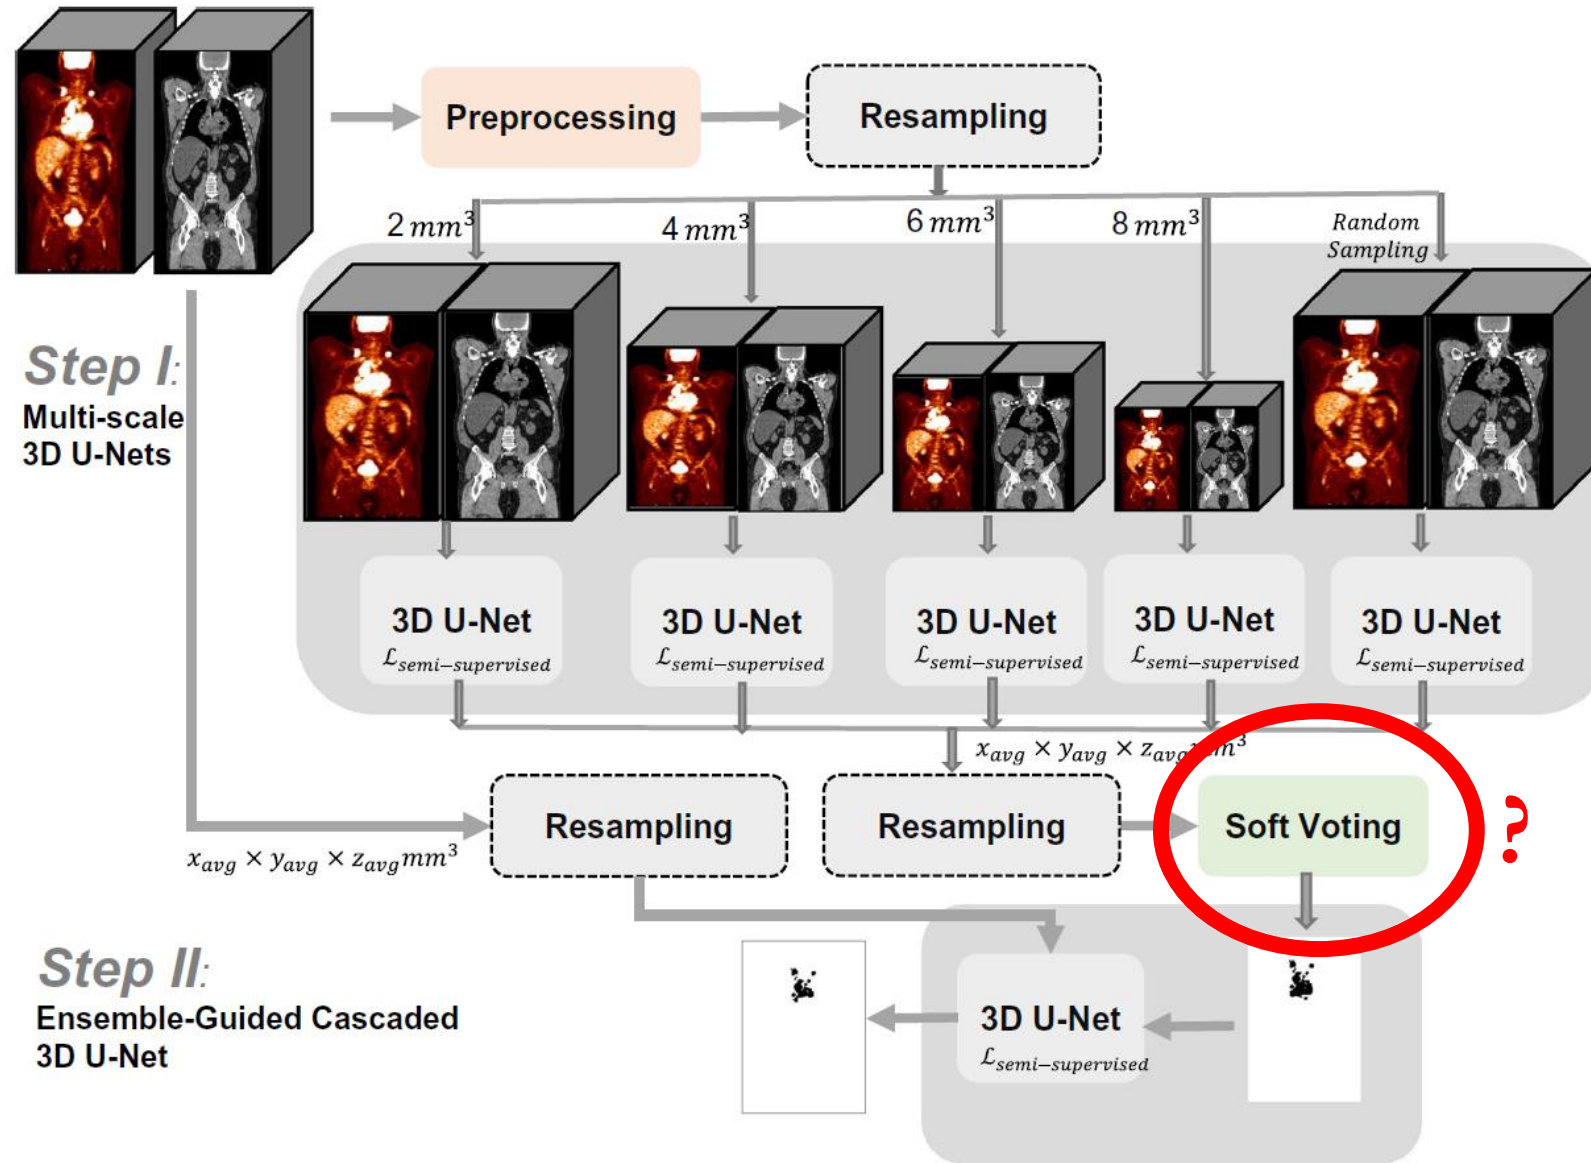 Preprocessing
Resampling
2 mm³
4 mm³
6 mm³
8 mm³
Random
Sampling
Step I:
Multi-scale
3D U-Nets
3D U-Net
ℒsemi−supervised
3D U-Net
ℒsemi−supervised
3D U-Net
ℒsemi−supervised
3D U-Net
ℒsemi−supervised
3D U-Net
ℒsemi−supervised
xavg × yavg × zavg mm³
Resampling
Resampling
Soft Voting
?
xavg × yavg × zavg mm³
Step II:
Ensemble-Guided Cascaded
3D U-Net
3D U-Net
ℒsemi−supervised